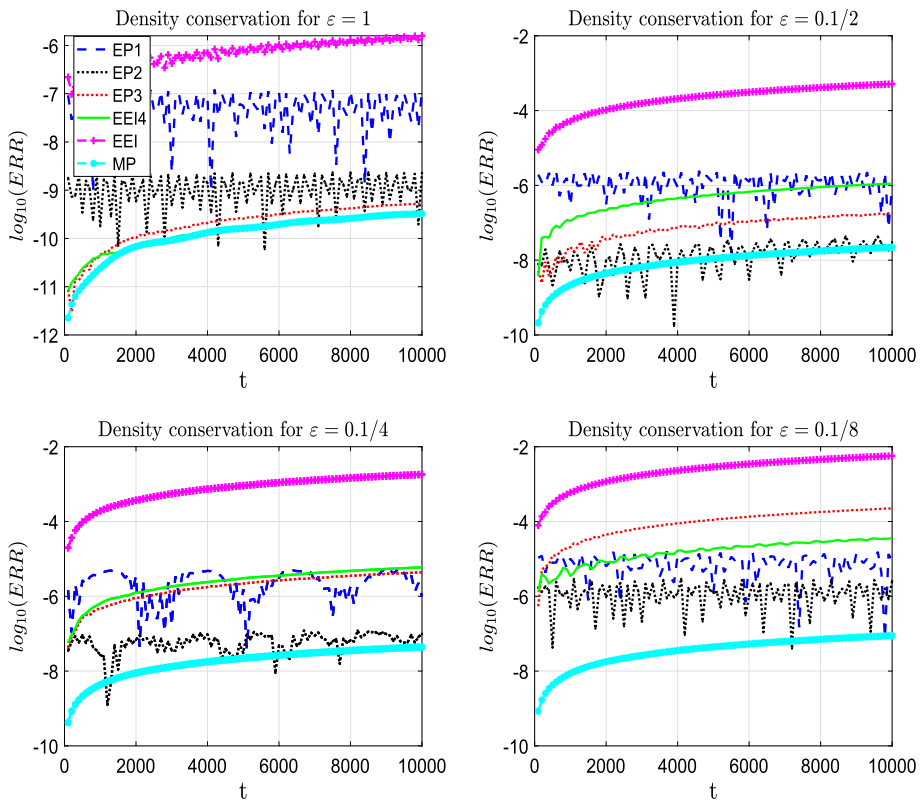 Density conservation for ε = 1
log10(ERR)
-6
-7
-8
-9
-10
-11
-12
EP1
EP2
EP3
EEI4
EEI
MP
0
2000
4000
6000
8000
10000
t
Density conservation for ε = 0.1/2
log10(ERR)
-2
-4
-6
-8
-10
0
2000
4000
6000
8000
10000
t
Density conservation for ε = 0.1/4
log10(ERR)
-2
-4
-6
-8
-10
0
2000
4000
6000
8000
10000
t
Density conservation for ε = 0.1/8
log10(ERR)
-2
-4
-6
-8
-10
0
2000
4000
6000
8000
10000
t